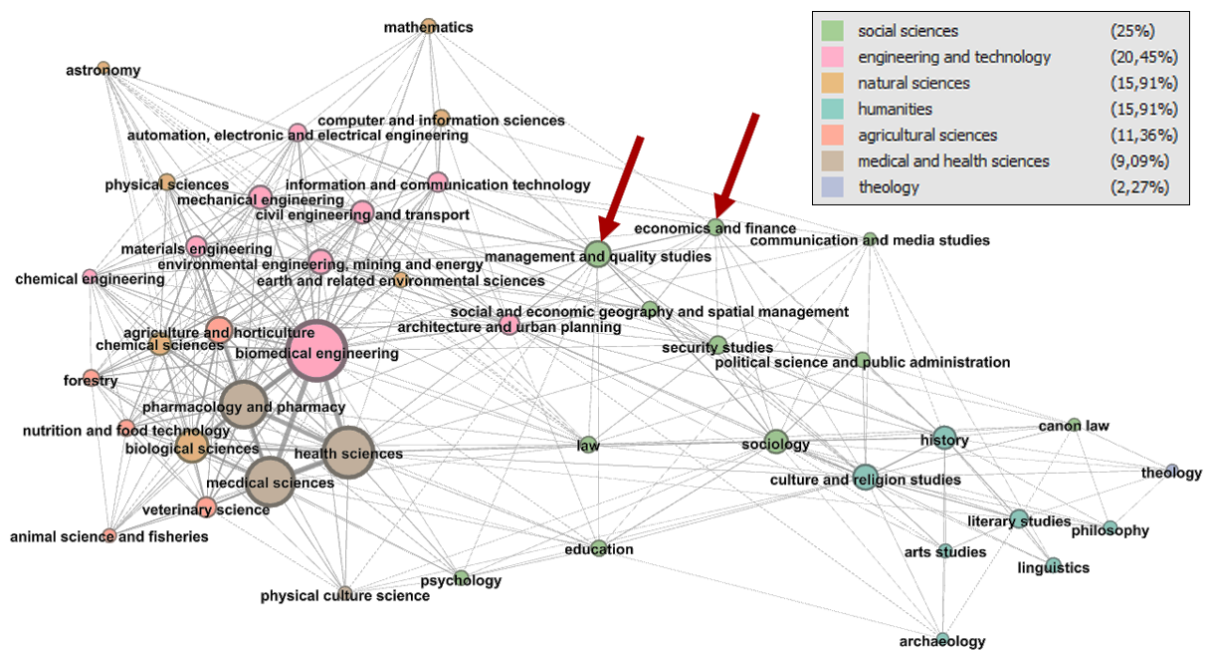 mathematics
astronomy
computer and information sciences
automation, electronic and electrical engineering
physical sciences
information and communication technology
mechanical engineering
civil engineering and transport
materials engineering
environmental engineering, mining and energy
chemical engineering
earth and related environmental sciences
economics and finance
communication and media studies
management and quality studies
social and economic geography and spatial management
architecture and urban planning
agriculture and horticulture
chemical sciences
biomedical engineering
security studies
political science and public administration
forestry
pharmacology and pharmacy
nutrition and food technology
biological sciences
health sciences
law
sociology
history
canon law
mecdical sciences
culture and religion studies
theology
veterinary science
literary studies
philosophy
animal science and fisheries
education
arts studies
linguistics
psychology
physical culture science
archaeology
social sciences (25%)
engineering and technology (20,45%)
natural sciences (15,91%)
humanities (15,91%)
agricultural sciences (11,36%)
medical and health sciences (9,09%)
theology (2,27%)